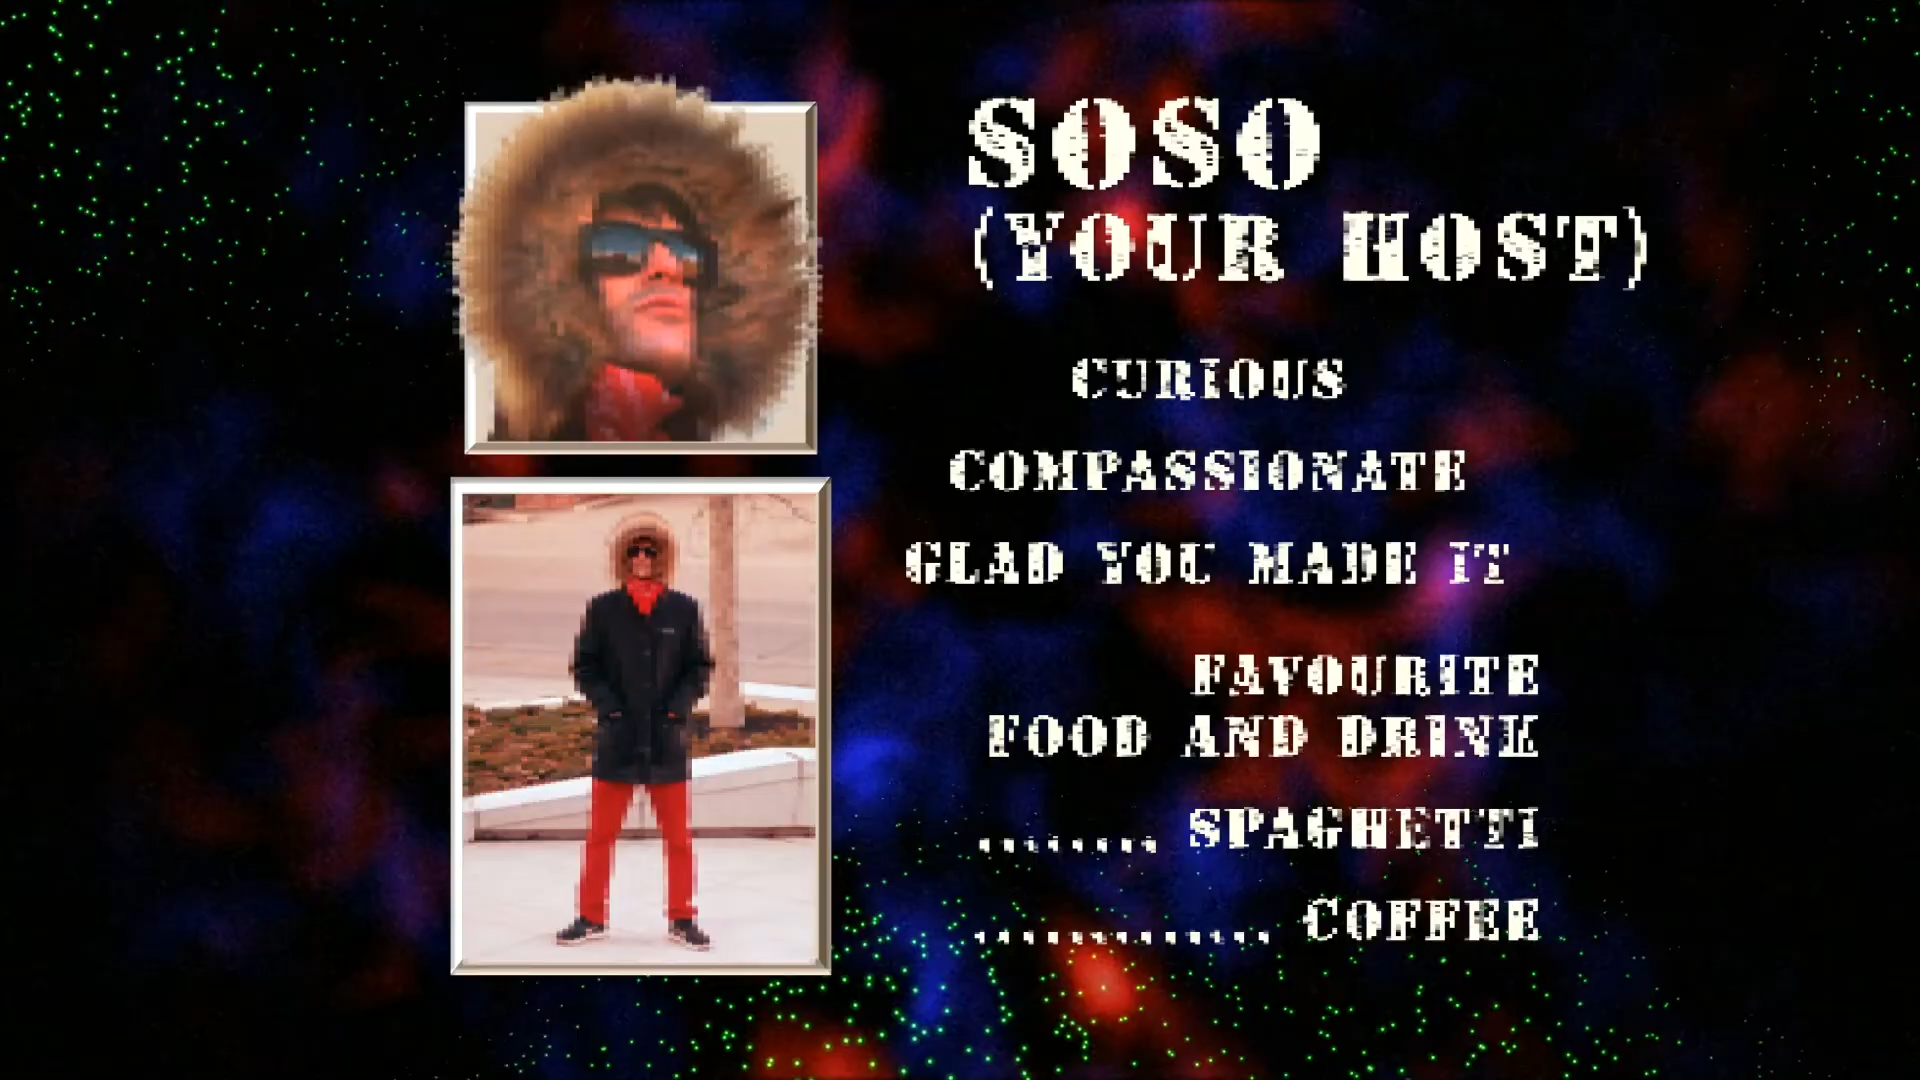 SOSO
(YOUR HOST)
CURIOUS
COMPASSIONATE
GLAD YOU MADE IT
FAVOURITE
FOOD AND DRINK
........ SPAGHETTI
............. COFFEE